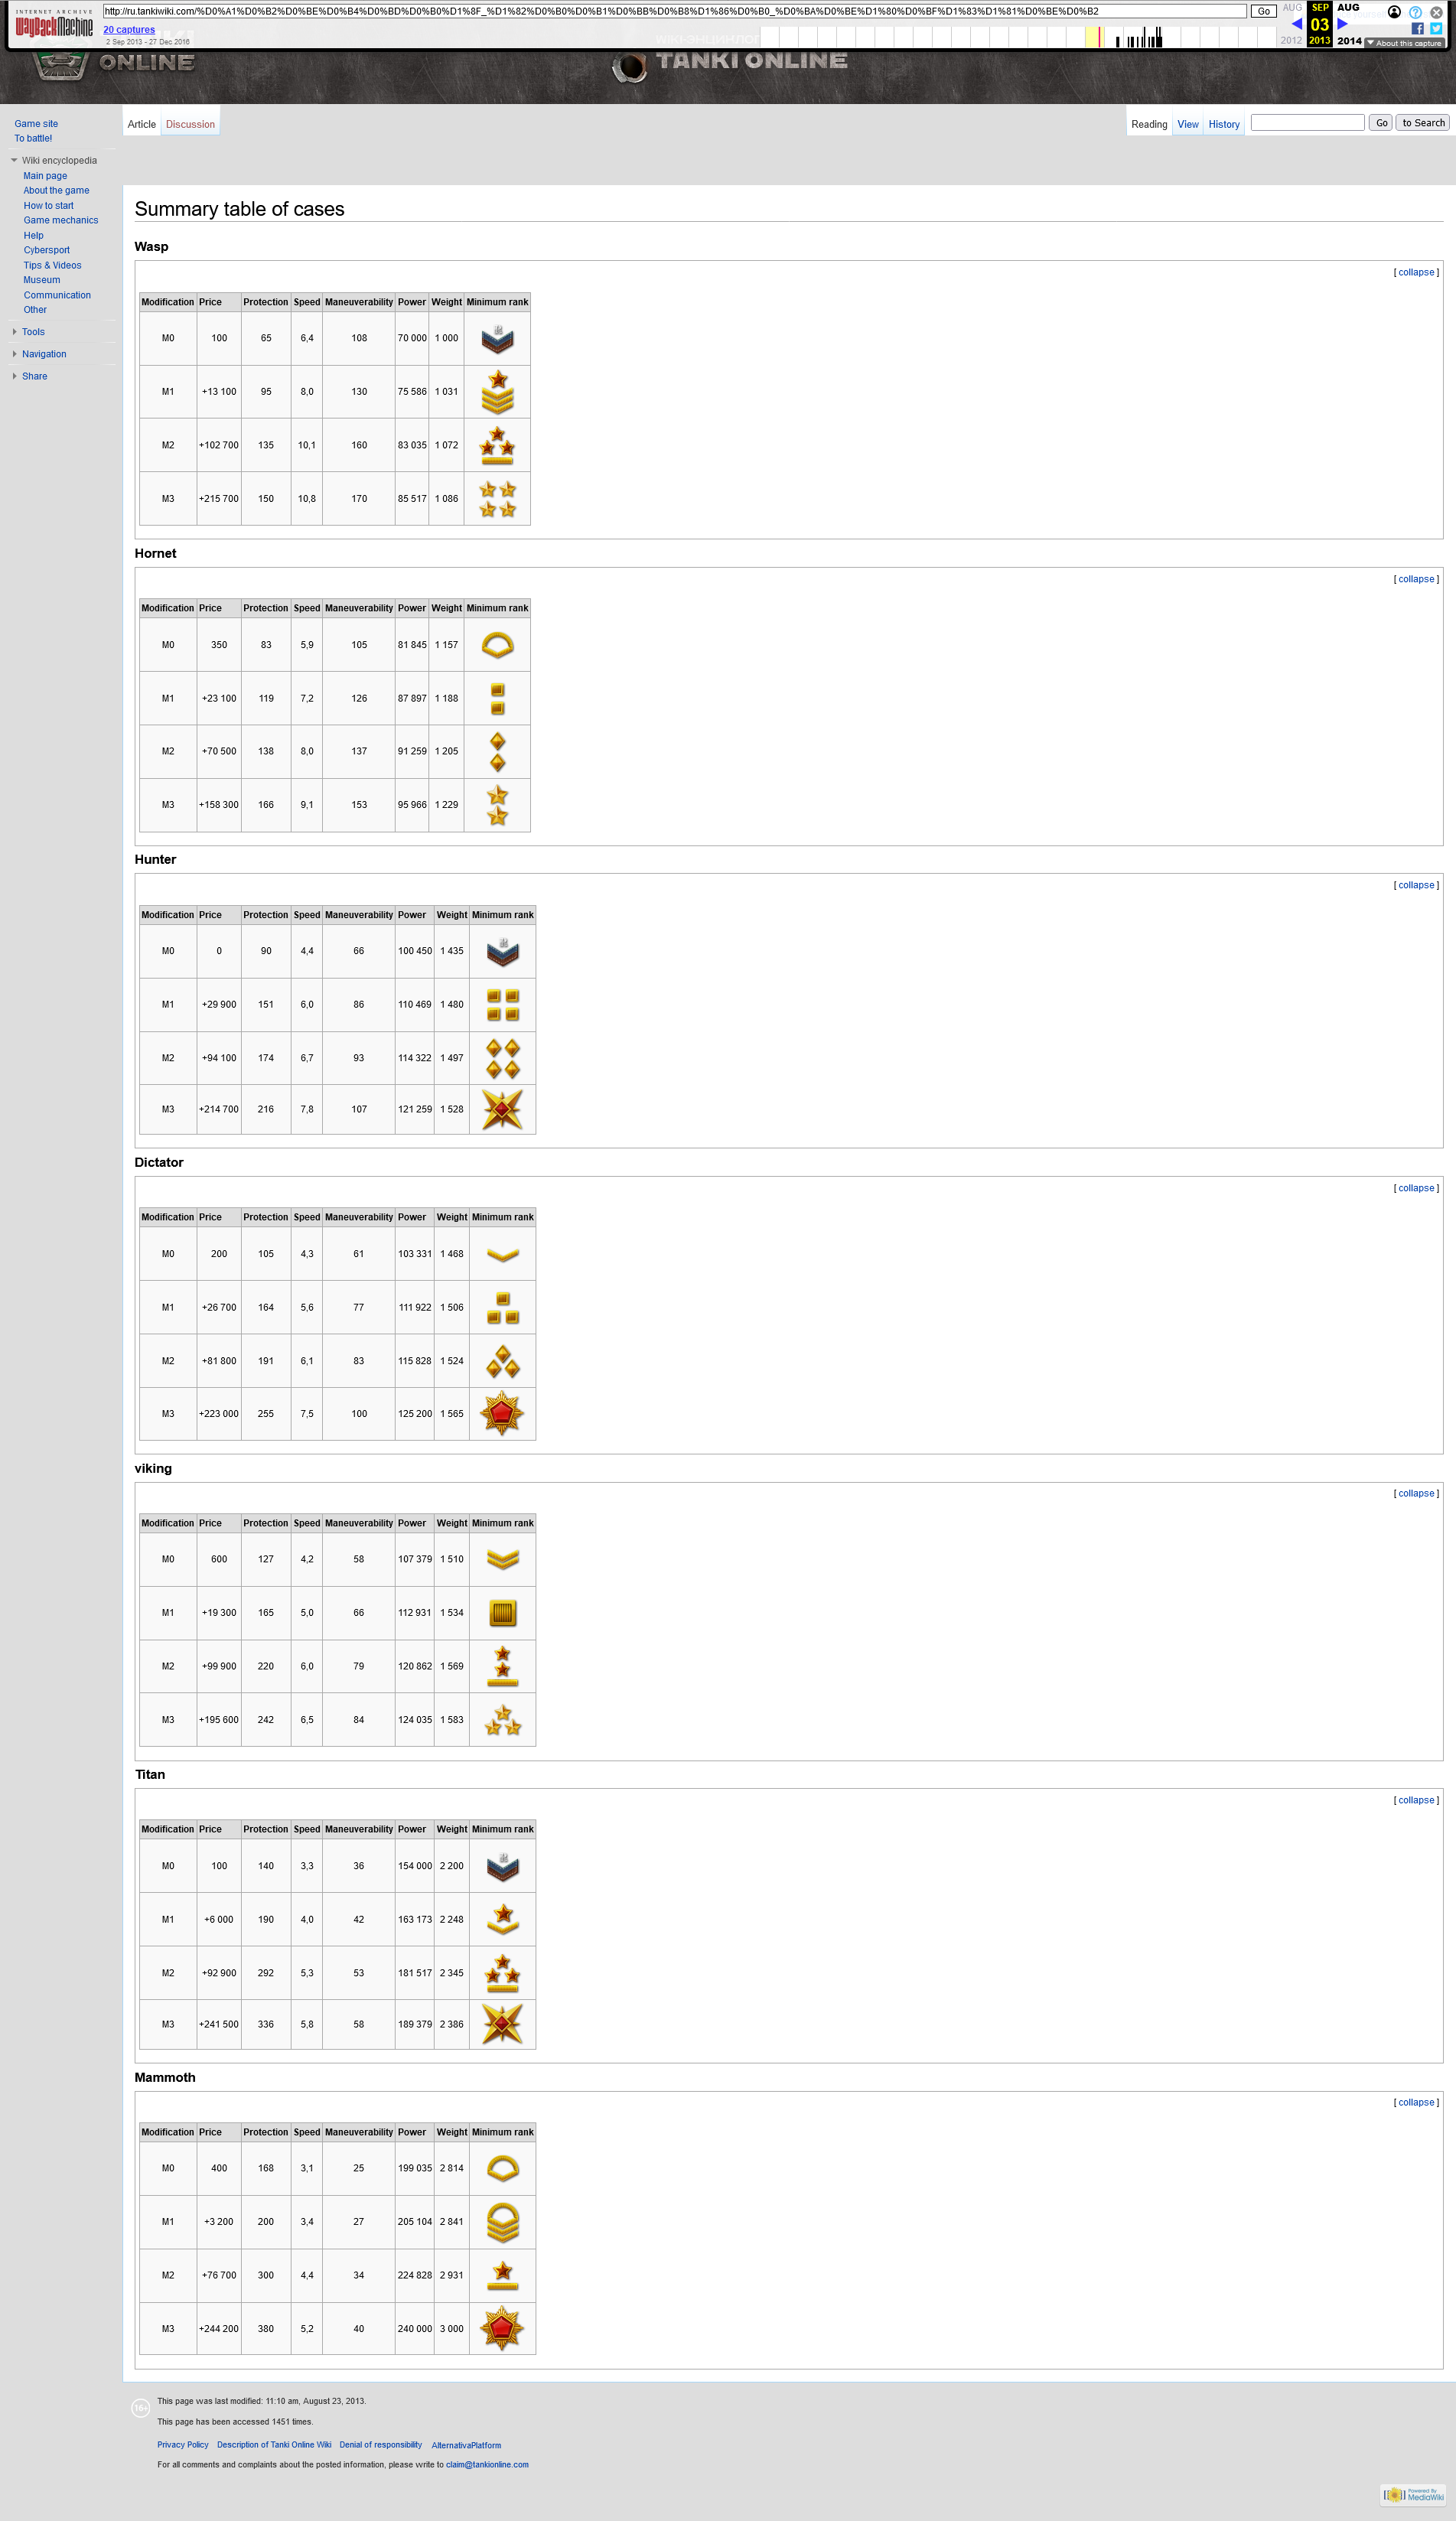 INTERNET ARCHIVE
WayBackMachine
http://ru.tankiwiki.com/%D0%A1%D0%B2%D0%BE%D0%B4%D0%BD%D0%B0%D1%8F_%D1%82%D0%B0%D0%B1%D0%BB%D0%B8%D1%86%D0%B0_%D0%BA%D0%BE%D1%80%D0%BF%D1%83%D1%81%D0%BE%D0%B2
Go
AUG SEP AUG
20 captures
03
2 Sep 2013 - 27 Dec 2016
2012 2013 2014
About this capture
ONLINE
TANKI ONLINE
Game site
To battle!
Wiki encyclopedia
Main page
About the game
How to start
Game mechanics
Help
Cybersport
Tips & Videos
Museum
Communication
Other
Tools
Navigation
Share
Article Discussion
Reading View History Go to Search
Summary table of cases
Wasp
[ collapse ]
Modification Price Protection Speed Maneuverability Power Weight Minimum rank
M0 100 65 6,4 108 70 000 1 000
M1 +13 100 95 8,0 130 75 586 1 031
M2 +102 700 135 10,1 160 83 035 1 072
M3 +215 700 150 10,8 170 85 517 1 086
Hornet
[ collapse ]
Modification Price Protection Speed Maneuverability Power Weight Minimum rank
M0 350 83 5,9 105 81 845 1 157
M1 +23 100 119 7,2 126 87 897 1 188
M2 +70 500 138 8,0 137 91 259 1 205
M3 +158 300 166 9,1 153 95 966 1 229
Hunter
[ collapse ]
Modification Price Protection Speed Maneuverability Power Weight Minimum rank
M0 0 90 4,4 66 100 450 1 435
M1 +29 900 151 6,0 86 110 469 1 480
M2 +94 100 174 6,7 93 114 322 1 497
M3 +214 700 216 7,8 107 121 259 1 528
Dictator
[ collapse ]
Modification Price Protection Speed Maneuverability Power Weight Minimum rank
M0 200 105 4,3 61 103 331 1 468
M1 +26 700 164 5,6 77 111 922 1 506
M2 +81 800 191 6,1 83 115 828 1 524
M3 +223 000 255 7,5 100 125 200 1 565
viking
[ collapse ]
Modification Price Protection Speed Maneuverability Power Weight Minimum rank
M0 600 127 4,2 58 107 379 1 510
M1 +19 300 165 5,0 66 112 931 1 534
M2 +99 900 220 6,0 79 120 862 1 569
M3 +195 600 242 6,5 84 124 035 1 583
Titan
[ collapse ]
Modification Price Protection Speed Maneuverability Power Weight Minimum rank
M0 100 140 3,3 36 154 000 2 200
M1 +6 000 190 4,0 42 163 173 2 248
M2 +92 900 292 5,3 53 181 517 2 345
M3 +241 500 336 5,8 58 189 379 2 386
Mammoth
[ collapse ]
Modification Price Protection Speed Maneuverability Power Weight Minimum rank
M0 400 168 3,1 25 199 035 2 814
M1 +3 200 200 3,4 27 205 104 2 841
M2 +76 700 300 4,4 34 224 828 2 931
M3 +244 200 380 5,2 40 240 000 3 000
16+
This page was last modified: 11:10 am, August 23, 2013.
This page has been accessed 1451 times.
Privacy Policy Description of Tanki Online Wiki Denial of responsibility AlternativaPlatform
For all comments and complaints about the posted information, please write to claim@tankionline.com
Powered By
MediaWiki